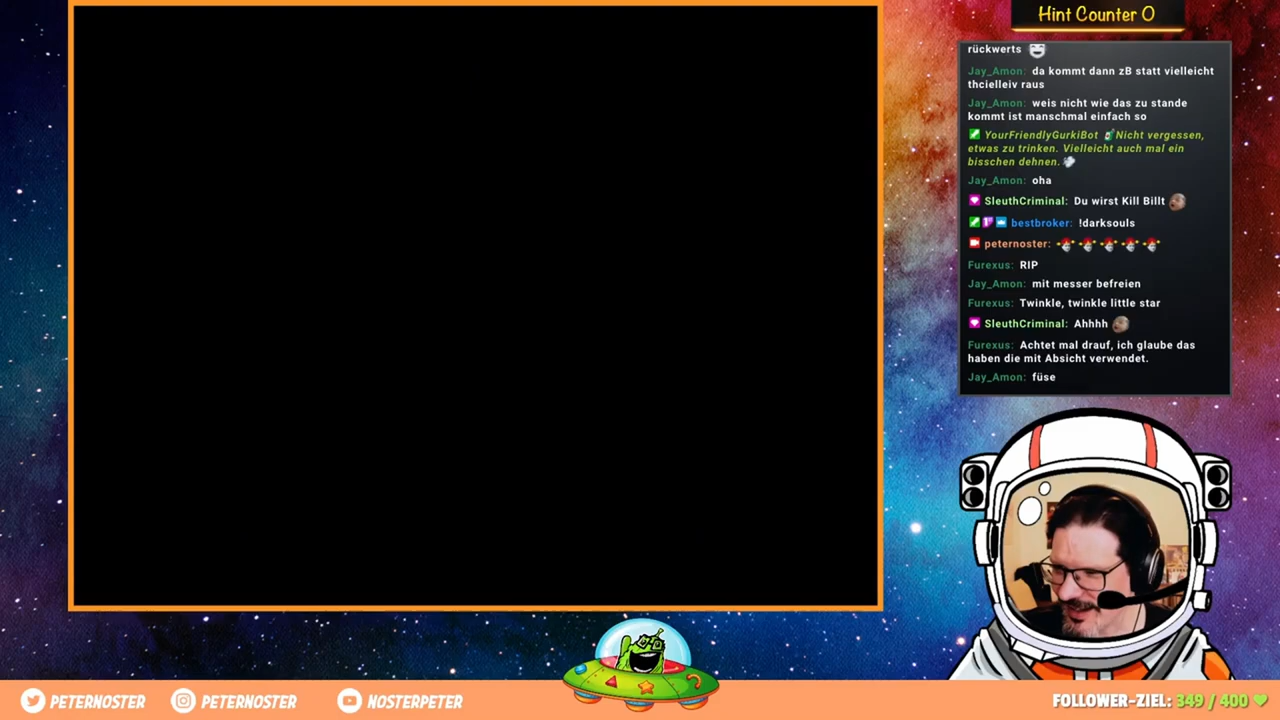 Hint Counter 0
rückwerts
Jay_Amon: da kommt dann zB statt vielleicht
thcielleiv raus
Jay_Amon: weis nicht wie das zu stande
kommt ist manschmal einfach so
YourFriendlyGurkiBot Nicht vergessen,
etwas zu trinken. Vielleicht auch mal ein
bisschen dehnen.
Jay_Amon: oha
SleuthCriminal: Du wirst Kill Billt
bestbroker: !darksouls
peternoster:
Furexus: RIP
Jay_Amon: mit messer befreien
Furexus: Twinkle, twinkle little star
SleuthCriminal: Ahhhh
Furexus: Achtet mal drauf, ich glaube das
haben die mit Absicht verwendet.
Jay_Amon: füse
PETERNOSTER PETERNOSTER NOSTERPETER FOLLOWER-ZIEL: 349 / 400